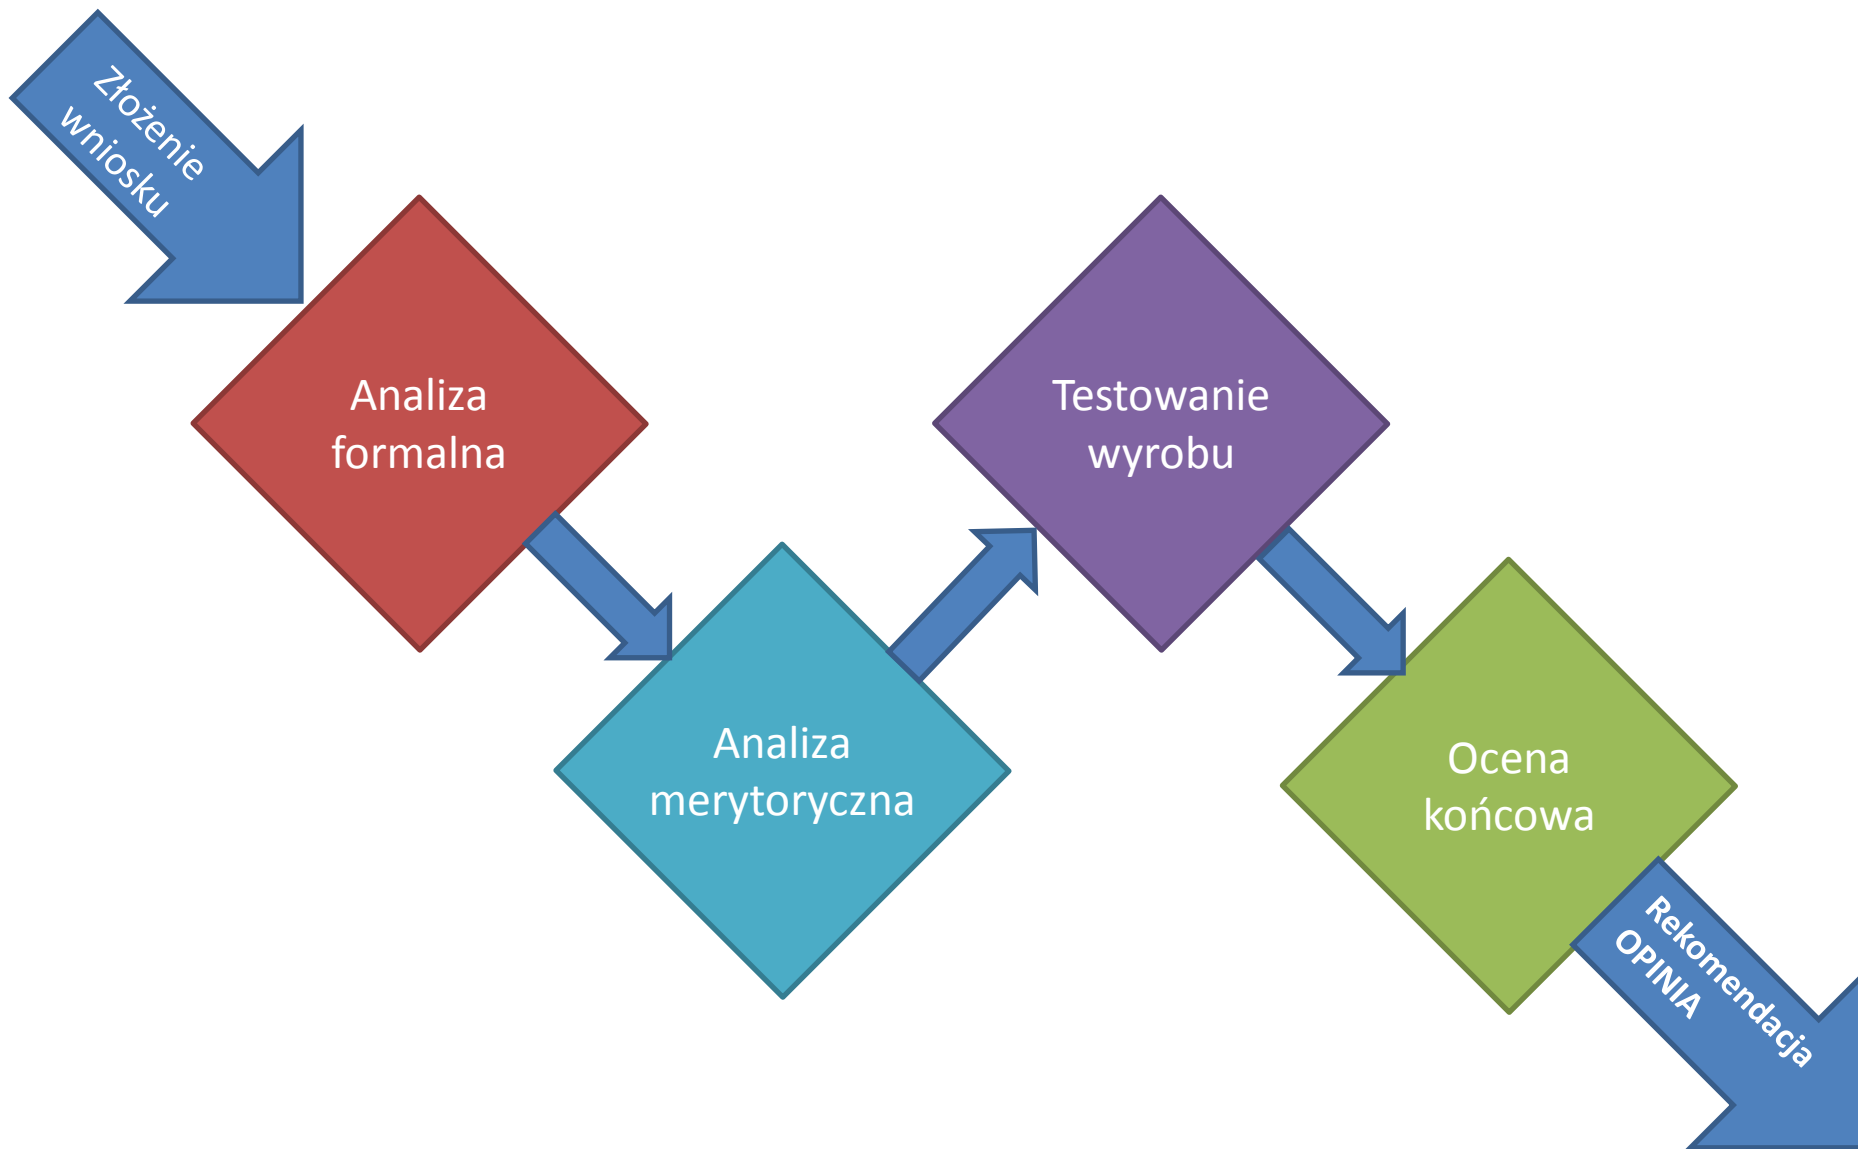 Złożenie
wniosku
Analiza
formalna
Analiza
merytoryczna
Testowanie
wyrobu
Ocena
końcowa
Rekomendacja
OPINIA